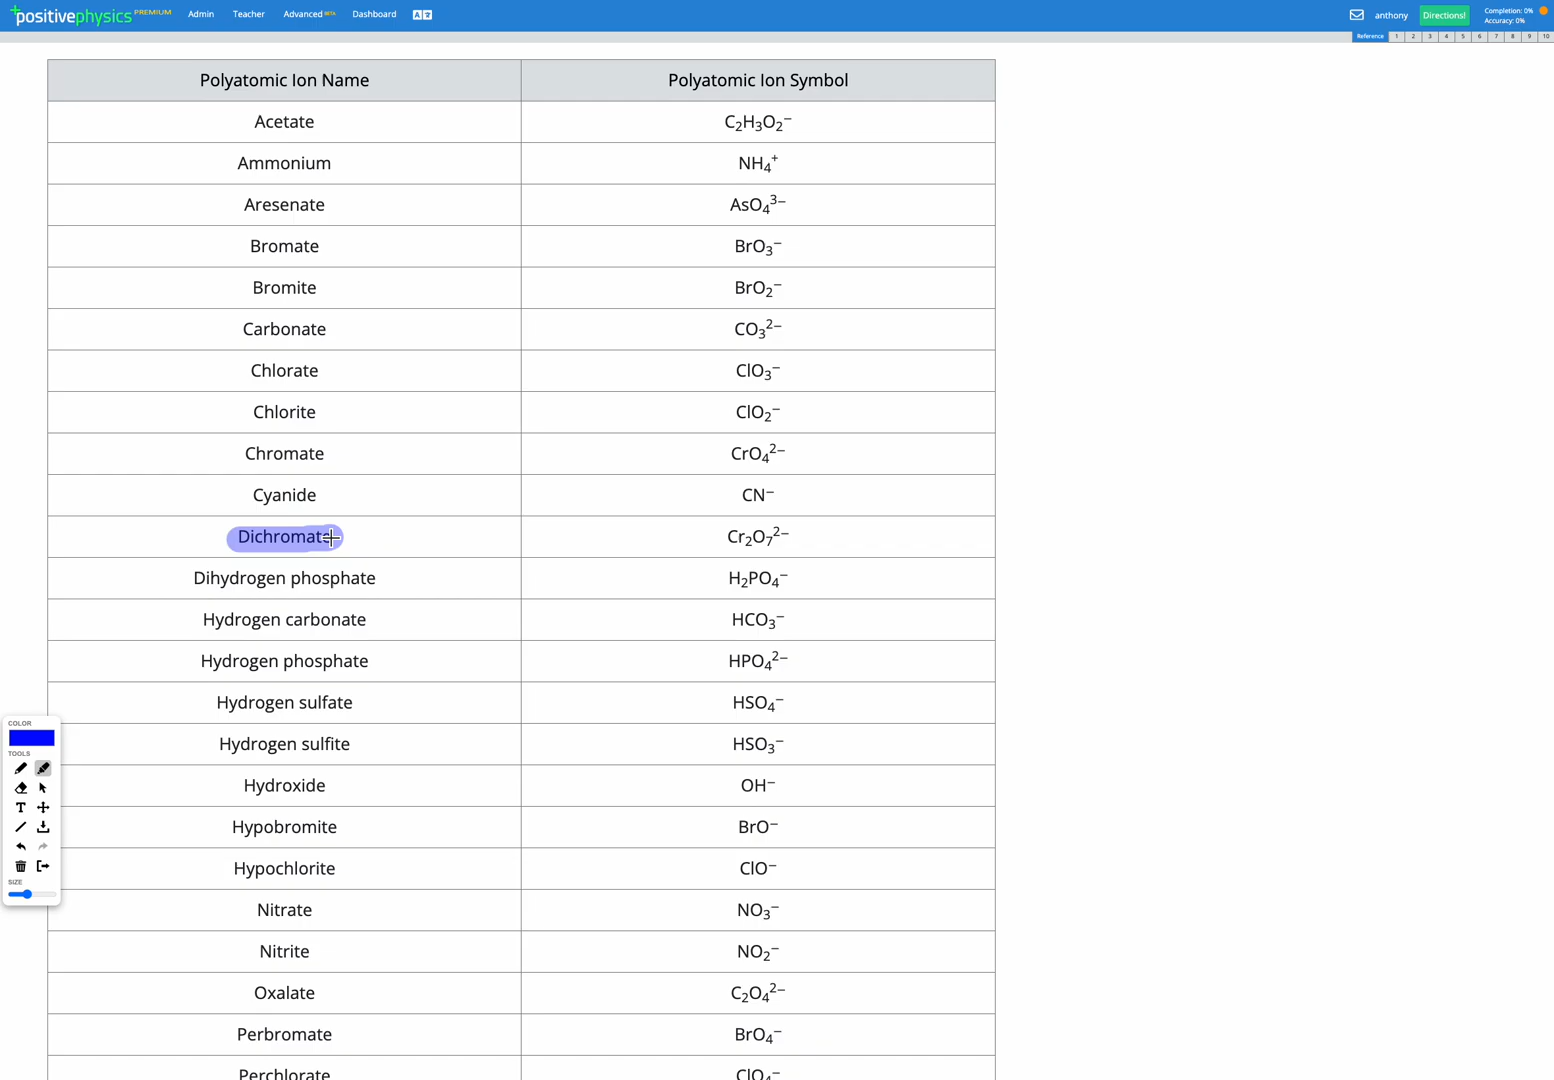 positivephysics PREMIUM Admin Teacher Advanced BETA Dashboard A anthony Directions! Completion: 0%
Accuracy: 0%
Reference 1 2 3 4 5 6 7 8 9 10
Polyatomic Ion Name Polyatomic Ion Symbol
Acetate C₂H₃O₂⁻
Ammonium NH₄⁺
Aresenate AsO₄³⁻
Bromate BrO₃⁻
Bromite BrO₂⁻
Carbonate CO₃²⁻
Chlorate ClO₃⁻
Chlorite ClO₂⁻
Chromate CrO₄²⁻
Cyanide CN⁻
Dichromate Cr₂O₇²⁻
Dihydrogen phosphate H₂PO₄⁻
Hydrogen carbonate HCO₃⁻
Hydrogen phosphate HPO₄²⁻
Hydrogen sulfate HSO₄⁻
Hydrogen sulfite HSO₃⁻
Hydroxide OH⁻
Hypobromite BrO⁻
Hypochlorite ClO⁻
Nitrate NO₃⁻
Nitrite NO₂⁻
Oxalate C₂O₄²⁻
Perbromate BrO₄⁻
Perchlorate ClO₄⁻
COLOR
TOOLS
T
SIZE